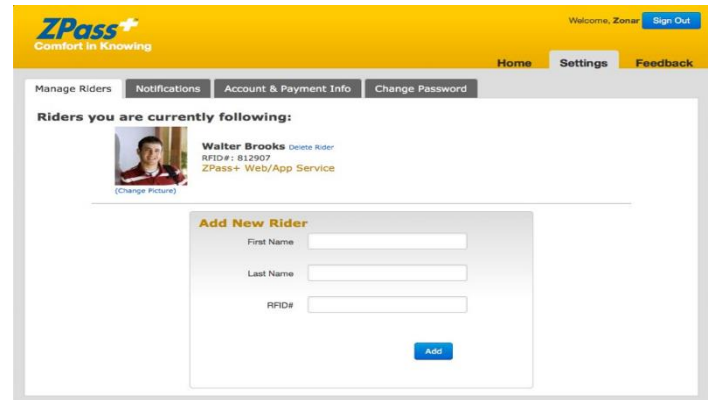 ZPass+
Comfort in Knowing
Welcome, Zonar
Sign Out
Home
Settings
Feedback
Manage Riders
Notifications
Account & Payment Info
Change Password
Riders you are currently following:
Walter Brooks Delete Rider
RFID#: 812907
ZPass+ Web/App Service
(Change Picture)
Add New Rider
First Name
Last Name
RFID#
Add